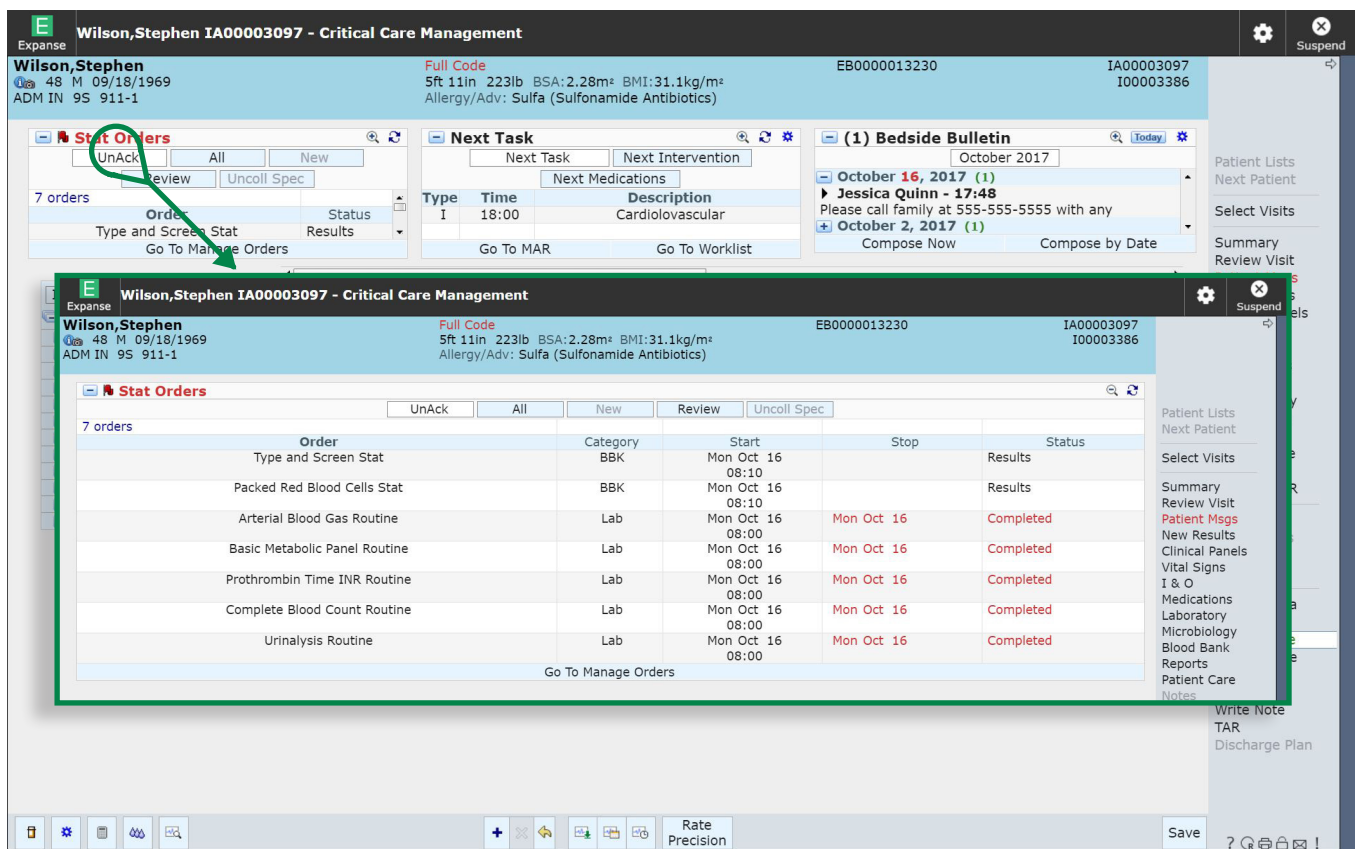 E
Expanse
Wilson,Stephen IA00003097 - Critical Care Management
Suspend
Wilson,Stephen
48 M 09/18/1969
ADM IN 9S 911-1
Full Code
5ft 11in 223lb BSA:2.28m² BMI:31.1kg/m²
Allergy/Adv: Sulfa (Sulfonamide Antibiotics)
EB0000013230
IA00003097
I00003386
Stat Orders
UnAck All New
Review Uncoll Spec
7 orders
Order Status
Type and Screen Stat Results
Go To Manage Orders
Next Task
Next Task Next Intervention
Next Medications
Type Time Description
I 18:00 Cardiolovascular
Go To MAR Go To Worklist
(1) Bedside Bulletin Today
October 2017
October 16, 2017 (1)
Jessica Quinn - 17:48
Please call family at 555-555-5555 with any
October 2, 2017 (1)
Compose Now Compose by Date
Patient Lists
Next Patient
Select Visits
Summary
Review Visit
E
Expanse
Wilson,Stephen IA00003097 - Critical Care Management
Suspend
Wilson,Stephen
48 M 09/18/1969
ADM IN 9S 911-1
Full Code
5ft 11in 223lb BSA:2.28m² BMI:31.1kg/m²
Allergy/Adv: Sulfa (Sulfonamide Antibiotics)
EB0000013230
IA00003097
I00003386
Stat Orders
UnAck All New Review Uncoll Spec
7 orders
Order Category Start Stop Status
Type and Screen Stat BBK Mon Oct 16 Results
08:10
Packed Red Blood Cells Stat BBK Mon Oct 16 Results
08:10
Arterial Blood Gas Routine Lab Mon Oct 16 Mon Oct 16 Completed
08:00
Basic Metabolic Panel Routine Lab Mon Oct 16 Mon Oct 16 Completed
08:00
Prothrombin Time INR Routine Lab Mon Oct 16 Mon Oct 16 Completed
08:00
Complete Blood Count Routine Lab Mon Oct 16 Mon Oct 16 Completed
08:00
Urinalysis Routine Lab Mon Oct 16 Mon Oct 16 Completed
08:00
Go To Manage Orders
Patient Lists
Next Patient
Select Visits
Summary
Review Visit
Patient Msgs
New Results
Clinical Panels
Vital Signs
I & O
Medications
Laboratory
Microbiology
Blood Bank
Reports
Patient Care
Notes
Write Note
TAR
Discharge Plan
Rate
Precision
Save